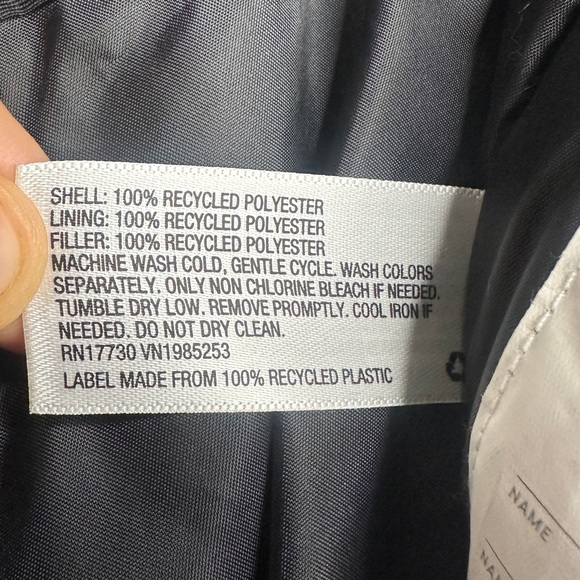 SHELL: 100% RECYCLED POLYESTER
LINING: 100% RECYCLED POLYESTER
FILLER: 100% RECYCLED POLYESTER
MACHINE WASH COLD, GENTLE CYCLE. WASH COLORS
SEPARATELY. ONLY NON CHLORINE BLEACH IF NEEDED.
TUMBLE DRY LOW. REMOVE PROMPTLY. COOL IRON IF
NEEDED. DO NOT DRY CLEAN.
RN17730 VN1985253
LABEL MADE FROM 100% RECYCLED PLASTIC
NAME